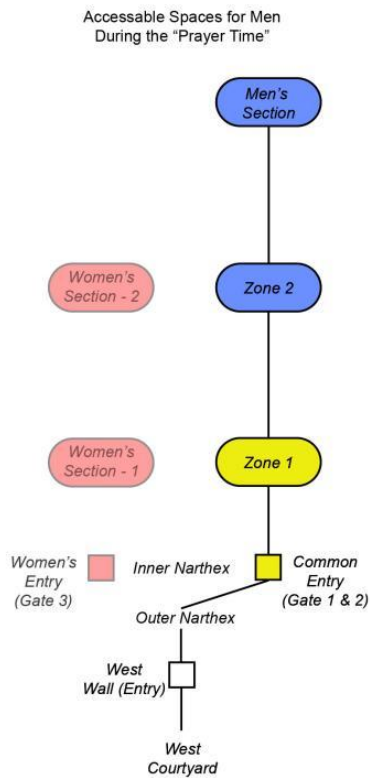 Accessable Spaces for Men
During the “Prayer Time”
Men's
Section
Women's
Section - 2
Zone 2
Women's
Section - 1
Zone 1
Women's
Entry
(Gate 3)
Inner Narthex
Common
Entry
(Gate 1 & 2)
Outer Narthex
West
Wall (Entry)
West
Courtyard